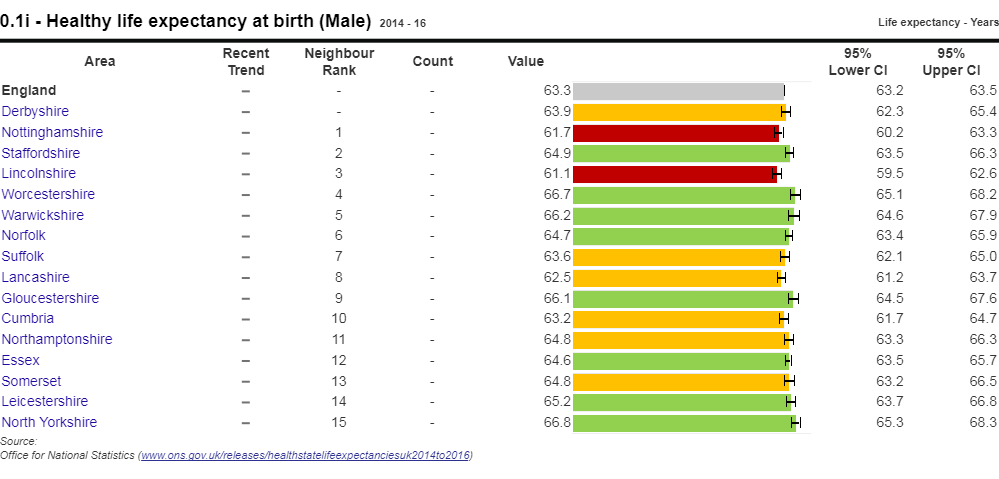 0.1i - Healthy life expectancy at birth (Male) 2014 - 16 Life expectancy - Years
Area Recent Trend Neighbour Rank Count Value 95% Lower CI 95% Upper CI
England – - - 63.3 63.2 63.5
Derbyshire – - - 63.9 62.3 65.4
Nottinghamshire – 1 - 61.7 60.2 63.3
Staffordshire – 2 - 64.9 63.5 66.3
Lincolnshire – 3 - 61.1 59.5 62.6
Worcestershire – 4 - 66.7 65.1 68.2
Warwickshire – 5 - 66.2 64.6 67.9
Norfolk – 6 - 64.7 63.4 65.9
Suffolk – 7 - 63.6 62.1 65.0
Lancashire – 8 - 62.5 61.2 63.7
Gloucestershire – 9 - 66.1 64.5 67.6
Cumbria – 10 - 63.2 61.7 64.7
Northamptonshire – 11 - 64.8 63.3 66.3
Essex – 12 - 64.6 63.5 65.7
Somerset – 13 - 64.8 63.2 66.5
Leicestershire – 14 - 65.2 63.7 66.8
North Yorkshire – 15 - 66.8 65.3 68.3
Source:
Office for National Statistics (www.ons.gov.uk/releases/healthstatelifeexpectanciesuk2014to2016)